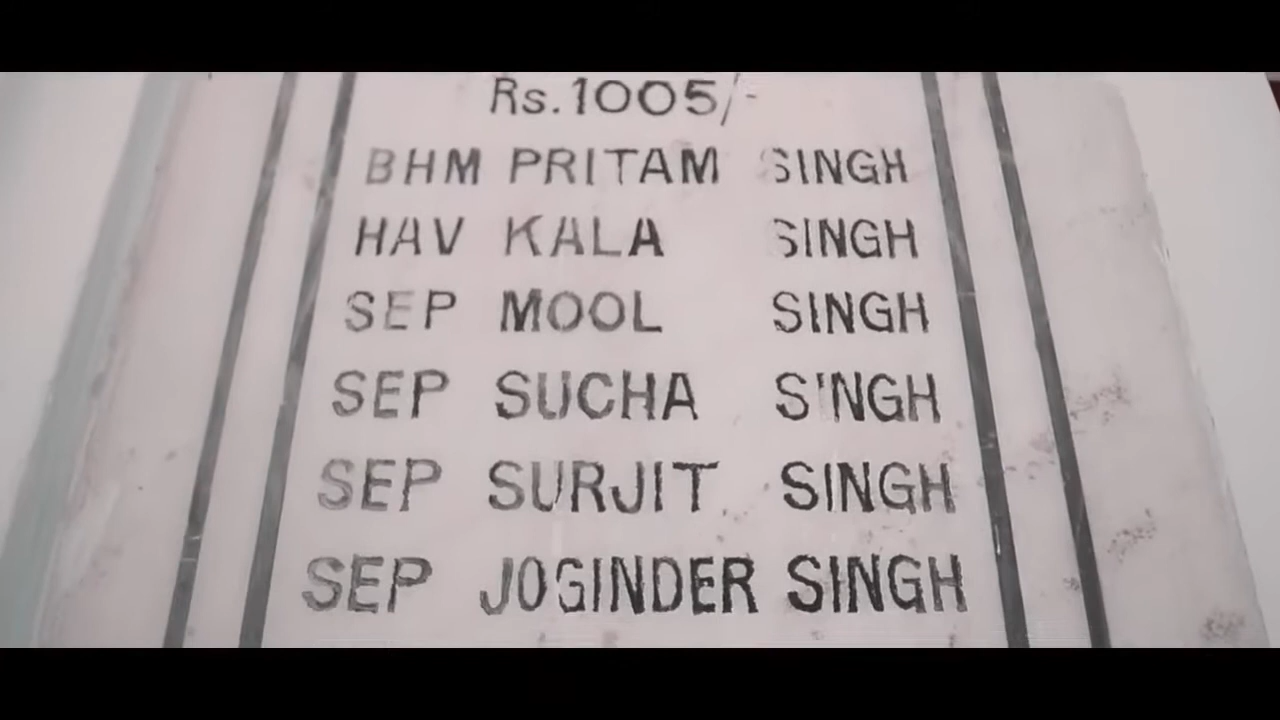 Rs.1005/-
BHM PRITAM SINGH
HAV KALA SINGH
SEP MOOL SINGH
SEP SUCHA SINGH
SEP SURJIT SINGH
SEP JOGINDER SINGH